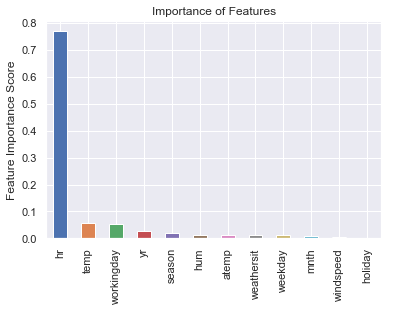 Importance of Features
Feature Importance Score
0.8
0.7
0.6
0.5
0.4
0.3
0.2
0.1
0.0
hr
temp
workingday
yr
season
hum
atemp
weathersit
weekday
mnth
windspeed
holiday